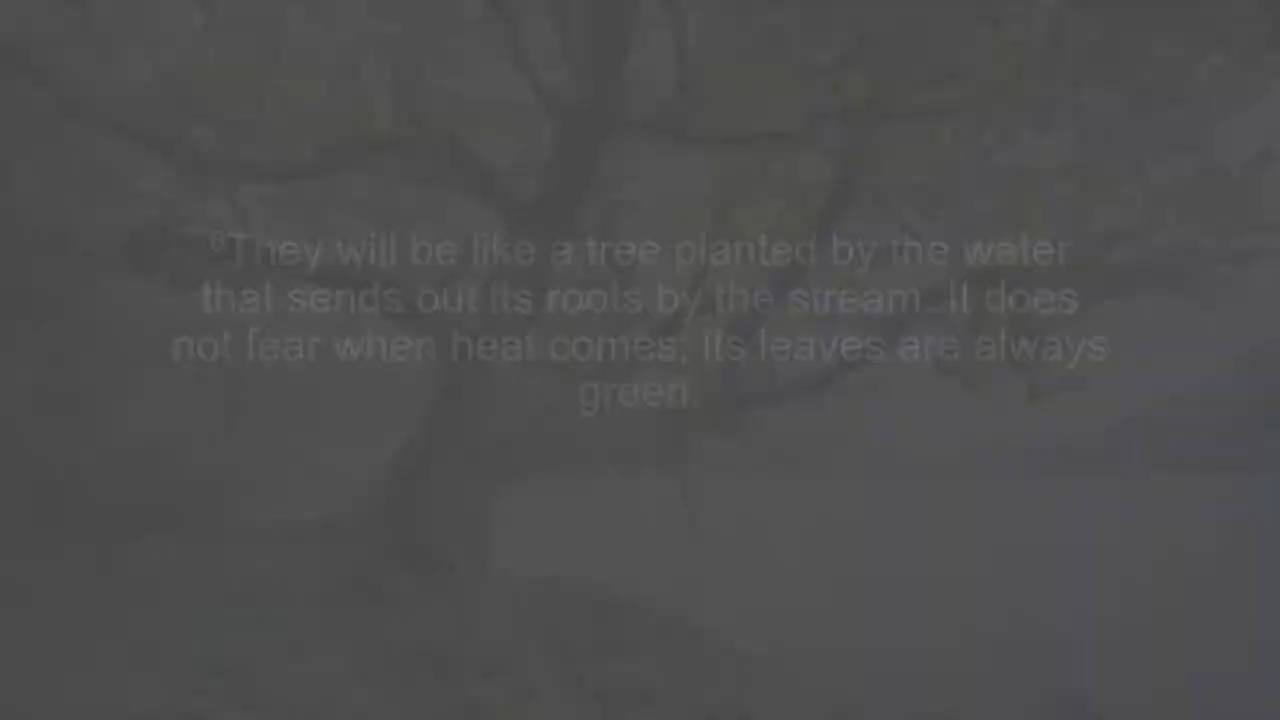 ⁸They will be like a tree planted by the water
that sends out its roots by the stream. It does
not fear when heat comes; its leaves are always
green.